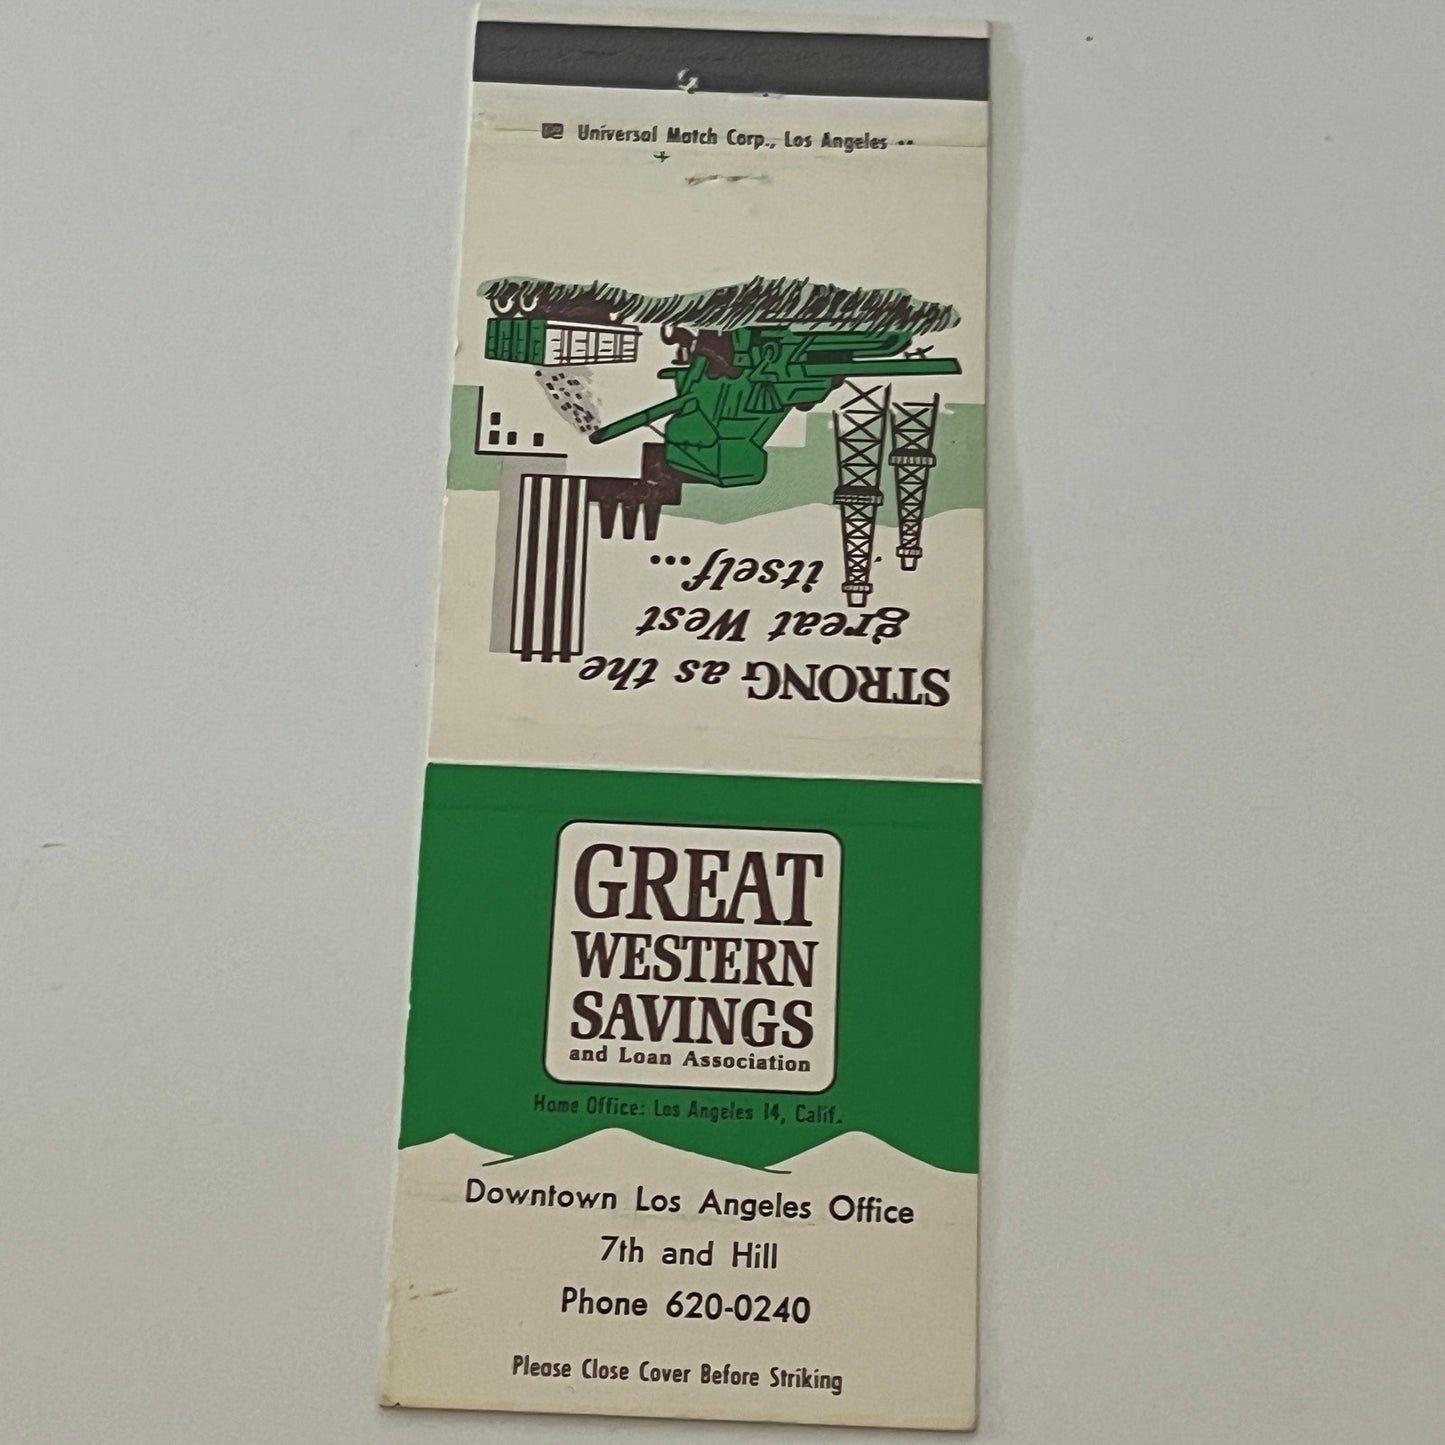 Universal Match Corp., Los Angeles
STRONG as the
great West
itself...
GREAT
WESTERN
SAVINGS
and Loan Association
Home Office: Los Angeles 14, Calif.
Downtown Los Angeles Office
7th and Hill
Phone 620-0240
Please Close Cover Before Striking